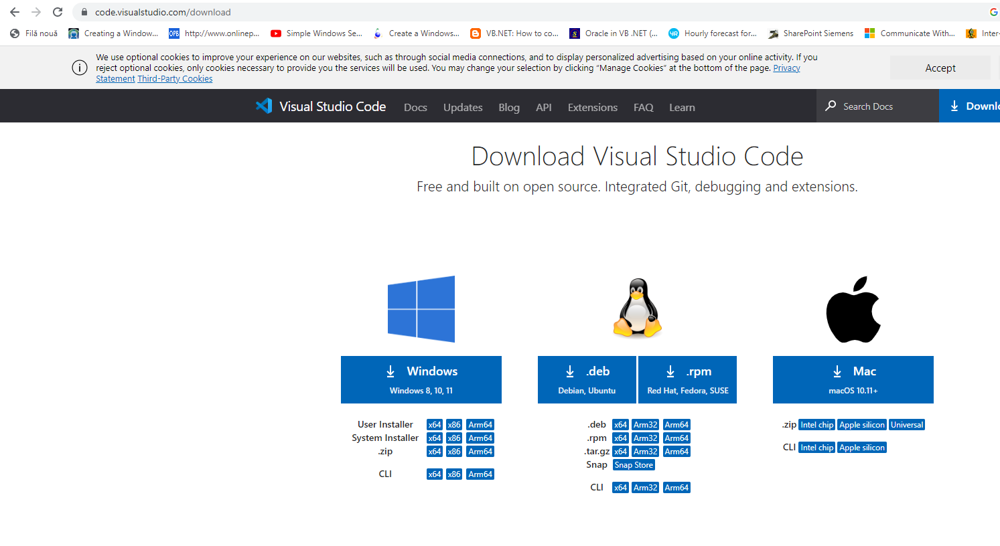 code.visualstudio.com/download
Filă nouă Creating a Window... OPB http://www.onlinep... Simple Windows Se... Create a Windows... VB.NET: How to co... Oracle in VB .NET (,... Hourly forecast for... SharePoint Siemens Communicate With... Inter-
We use optional cookies to improve your experience on our websites, such as through social media connections, and to display personalized advertising based on your online activity. If you
reject optional cookies, only cookies necessary to provide you the services will be used. You may change your selection by clicking “Manage Cookies” at the bottom of the page. Privacy
Statement Third-Party Cookies
Accept
Visual Studio Code Docs Updates Blog API Extensions FAQ Learn Search Docs Downlo
Download Visual Studio Code
Free and built on open source. Integrated Git, debugging and extensions.
Windows
Windows 8, 10, 11
User Installer x64 x86 Arm64
System Installer x64 x86 Arm64
.zip x64 x86 Arm64
CLI x64 x86 Arm64
.deb
Debian, Ubuntu
.rpm
Red Hat, Fedora, SUSE
.deb x64 Arm32 Arm64
.rpm x64 Arm32 Arm64
.tar.gz x64 Arm32 Arm64
Snap Snap Store
CLI x64 Arm32 Arm64
Mac
macOS 10.11+
.zip Intel chip Apple silicon Universal
CLI Intel chip Apple silicon